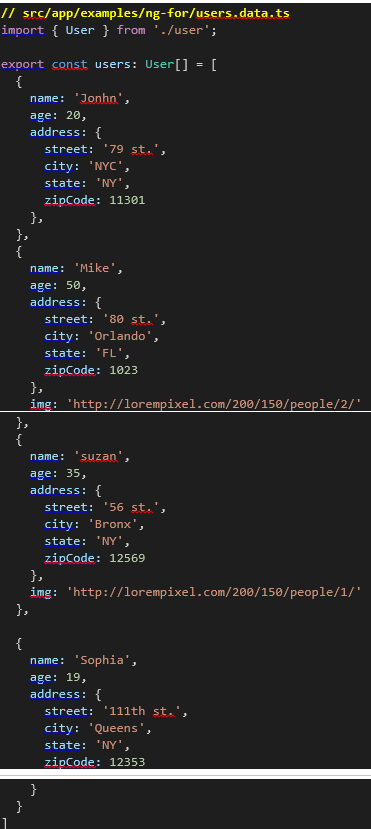 // src/app/examples/ng-for/users.data.ts
import { User } from './user';
export const users: User[] = [
{
name: 'Jonhn',
age: 20,
address: {
street: '79 st.',
city: 'NYC',
state: 'NY',
zipCode: 11301
},
},
{
name: 'Mike',
age: 50,
address: {
street: '80 st.',
city: 'Orlando',
state: 'FL',
zipCode: 1023
},
img: 'http://lorempixel.com/200/150/people/2/'
},
{
name: 'suzan',
age: 35,
address: {
street: '56 st.',
city: 'Bronx',
state: 'NY',
zipCode: 12569
},
img: 'http://lorempixel.com/200/150/people/1/'
},
{
name: 'Sophia',
age: 19,
address: {
street: '111th st.',
city: 'Queens',
state: 'NY',
zipCode: 12353
}
}
]